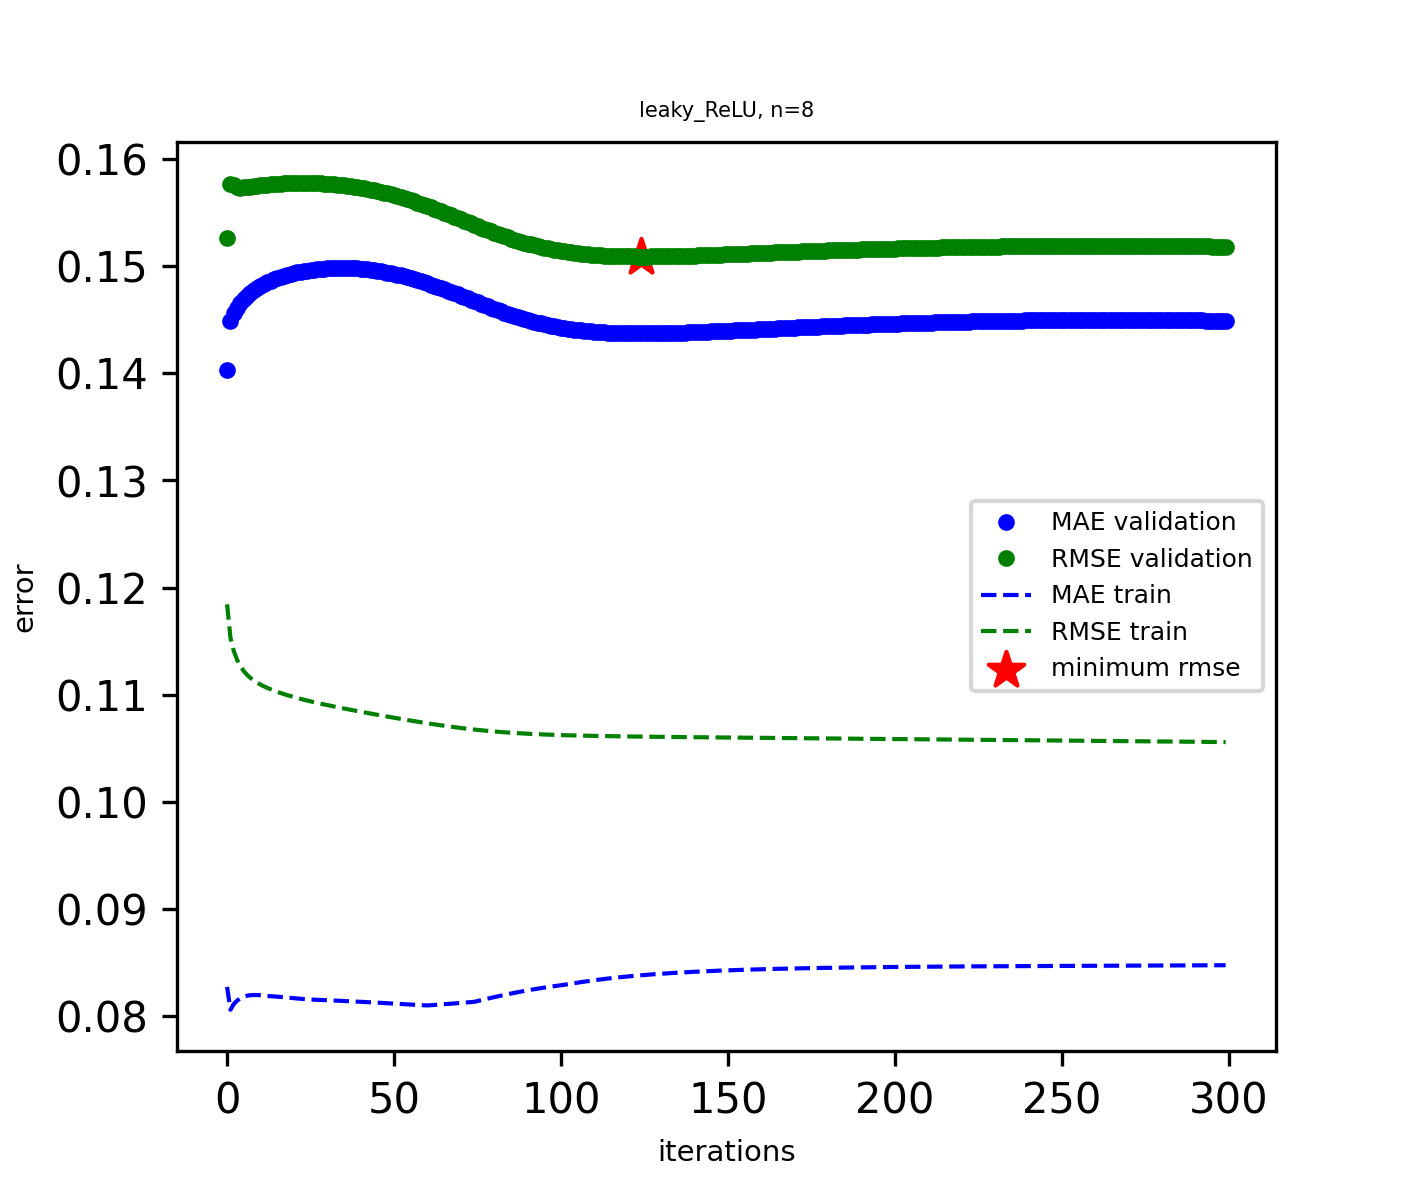 leaky_ReLU, n=8
0.16
0.15
0.14
0.13
0.12
0.11
0.10
0.09
0.08
error
MAE validation
RMSE validation
MAE train
RMSE train
minimum rmse
0 50 100 150 200 250 300
iterations